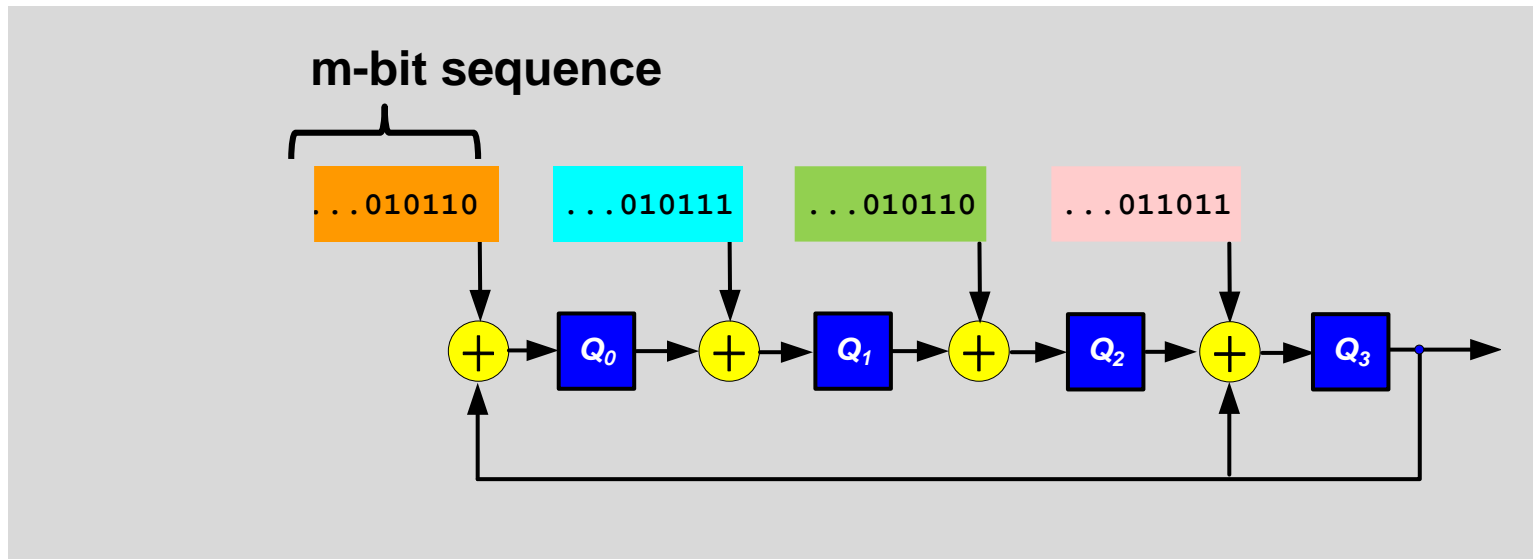 m-bit sequence
...010110 ...010111 ...010110 ...011011
+ Q0 + Q1 + Q2 + Q3